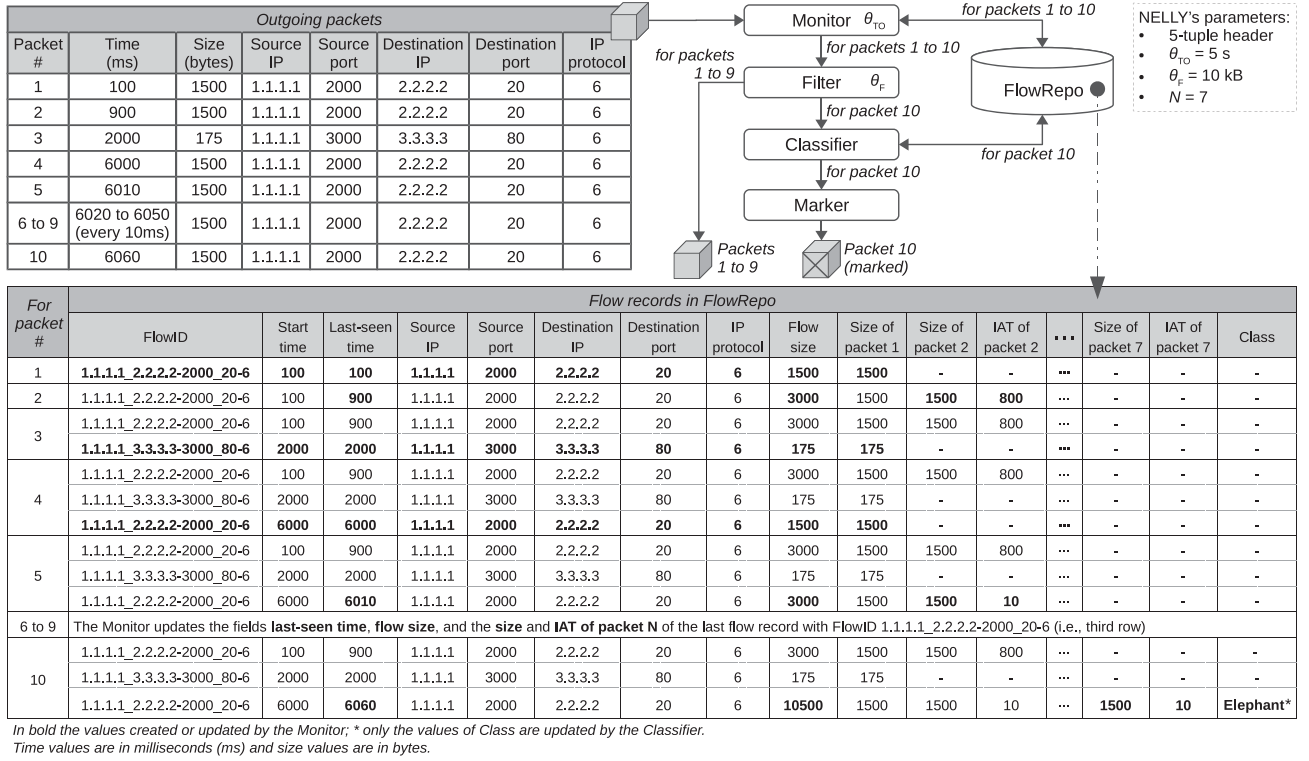 Outgoing packets
Packet # | Time (ms) | Size (bytes) | Source IP | Source port | Destination IP | Destination port | IP protocol
1 | 100 | 1500 | 1.1.1.1 | 2000 | 2.2.2.2 | 20 | 6
2 | 900 | 1500 | 1.1.1.1 | 2000 | 2.2.2.2 | 20 | 6
3 | 2000 | 175 | 1.1.1.1 | 3000 | 3.3.3.3 | 80 | 6
4 | 6000 | 1500 | 1.1.1.1 | 2000 | 2.2.2.2 | 20 | 6
5 | 6010 | 1500 | 1.1.1.1 | 2000 | 2.2.2.2 | 20 | 6
6 to 9 | 6020 to 6050 (every 10ms) | 1500 | 1.1.1.1 | 2000 | 2.2.2.2 | 20 | 6
10 | 6060 | 1500 | 1.1.1.1 | 2000 | 2.2.2.2 | 20 | 6
Monitor θTO
for packets 1 to 10
for packets 1 to 10
for packets
1 to 9
Filter θF
for packet 10
Classifier
for packet 10
for packet 10
Marker
FlowRepo
Packets
1 to 9
Packet 10
(marked)
NELLY's parameters:
• 5-tuple header
• θTO = 5 s
• θF = 10 kB
• N = 7
Flow records in FlowRepo
For packet # | FlowID | Start time | Last-seen time | Source IP | Source port | Destination IP | Destination port | IP protocol | Flow size | Size of packet 1 | Size of packet 2 | IAT of packet 2 | ... | Size of packet 7 | IAT of packet 7 | Class
1 | 1.1.1.1_2.2.2.2-2000_20-6 | 100 | 100 | 1.1.1.1 | 2000 | 2.2.2.2 | 20 | 6 | 1500 | 1500 | - | - | ... | - | - | -
2 | 1.1.1.1_2.2.2.2-2000_20-6 | 100 | 900 | 1.1.1.1 | 2000 | 2.2.2.2 | 20 | 6 | 3000 | 1500 | 1500 | 800 | ... | - | - | -
3 | 1.1.1.1_2.2.2.2-2000_20-6 | 100 | 900 | 1.1.1.1 | 2000 | 2.2.2.2 | 20 | 6 | 3000 | 1500 | 1500 | 800 | ... | - | - | -
1.1.1.1_3.3.3.3-3000_80-6 | 2000 | 2000 | 1.1.1.1 | 3000 | 3.3.3.3 | 80 | 6 | 175 | 175 | - | - | ... | - | - | -
4 | 1.1.1.1_2.2.2.2-2000_20-6 | 100 | 900 | 1.1.1.1 | 2000 | 2.2.2.2 | 20 | 6 | 3000 | 1500 | 1500 | 800 | ... | - | - | -
1.1.1.1_3.3.3.3-3000_80-6 | 2000 | 2000 | 1.1.1.1 | 3000 | 3.3.3.3 | 80 | 6 | 175 | 175 | - | - | ... | - | - | -
1.1.1.1_2.2.2.2-2000_20-6 | 6000 | 6000 | 1.1.1.1 | 2000 | 2.2.2.2 | 20 | 6 | 1500 | 1500 | - | - | ... | - | - | -
5 | 1.1.1.1_2.2.2.2-2000_20-6 | 100 | 900 | 1.1.1.1 | 2000 | 2.2.2.2 | 20 | 6 | 3000 | 1500 | 1500 | 800 | ... | - | - | -
1.1.1.1_3.3.3.3-3000_80-6 | 2000 | 2000 | 1.1.1.1 | 3000 | 3.3.3.3 | 80 | 6 | 175 | 175 | - | - | ... | - | - | -
1.1.1.1_2.2.2.2-2000_20-6 | 6000 | 6010 | 1.1.1.1 | 2000 | 2.2.2.2 | 20 | 6 | 3000 | 1500 | 1500 | 10 | ... | - | - | -
6 to 9 | The Monitor updates the fields last-seen time, flow size, and the size and IAT of packet N of the last flow record with FlowID 1.1.1.1_2.2.2.2-2000_20-6 (i.e., third row)
10 | 1.1.1.1_2.2.2.2-2000_20-6 | 100 | 900 | 1.1.1.1 | 2000 | 2.2.2.2 | 20 | 6 | 3000 | 1500 | 1500 | 800 | ... | - | - | -
1.1.1.1_3.3.3.3-3000_80-6 | 2000 | 2000 | 1.1.1.1 | 3000 | 3.3.3.3 | 80 | 6 | 175 | 175 | - | - | ... | - | - | -
1.1.1.1_2.2.2.2-2000_20-6 | 6000 | 6060 | 1.1.1.1 | 2000 | 2.2.2.2 | 20 | 6 | 10500 | 1500 | 1500 | 10 | ... | 1500 | 10 | Elephant*
In bold the values created or updated by the Monitor; * only the values of Class are updated by the Classifier.
Time values are in milliseconds (ms) and size values are in bytes.